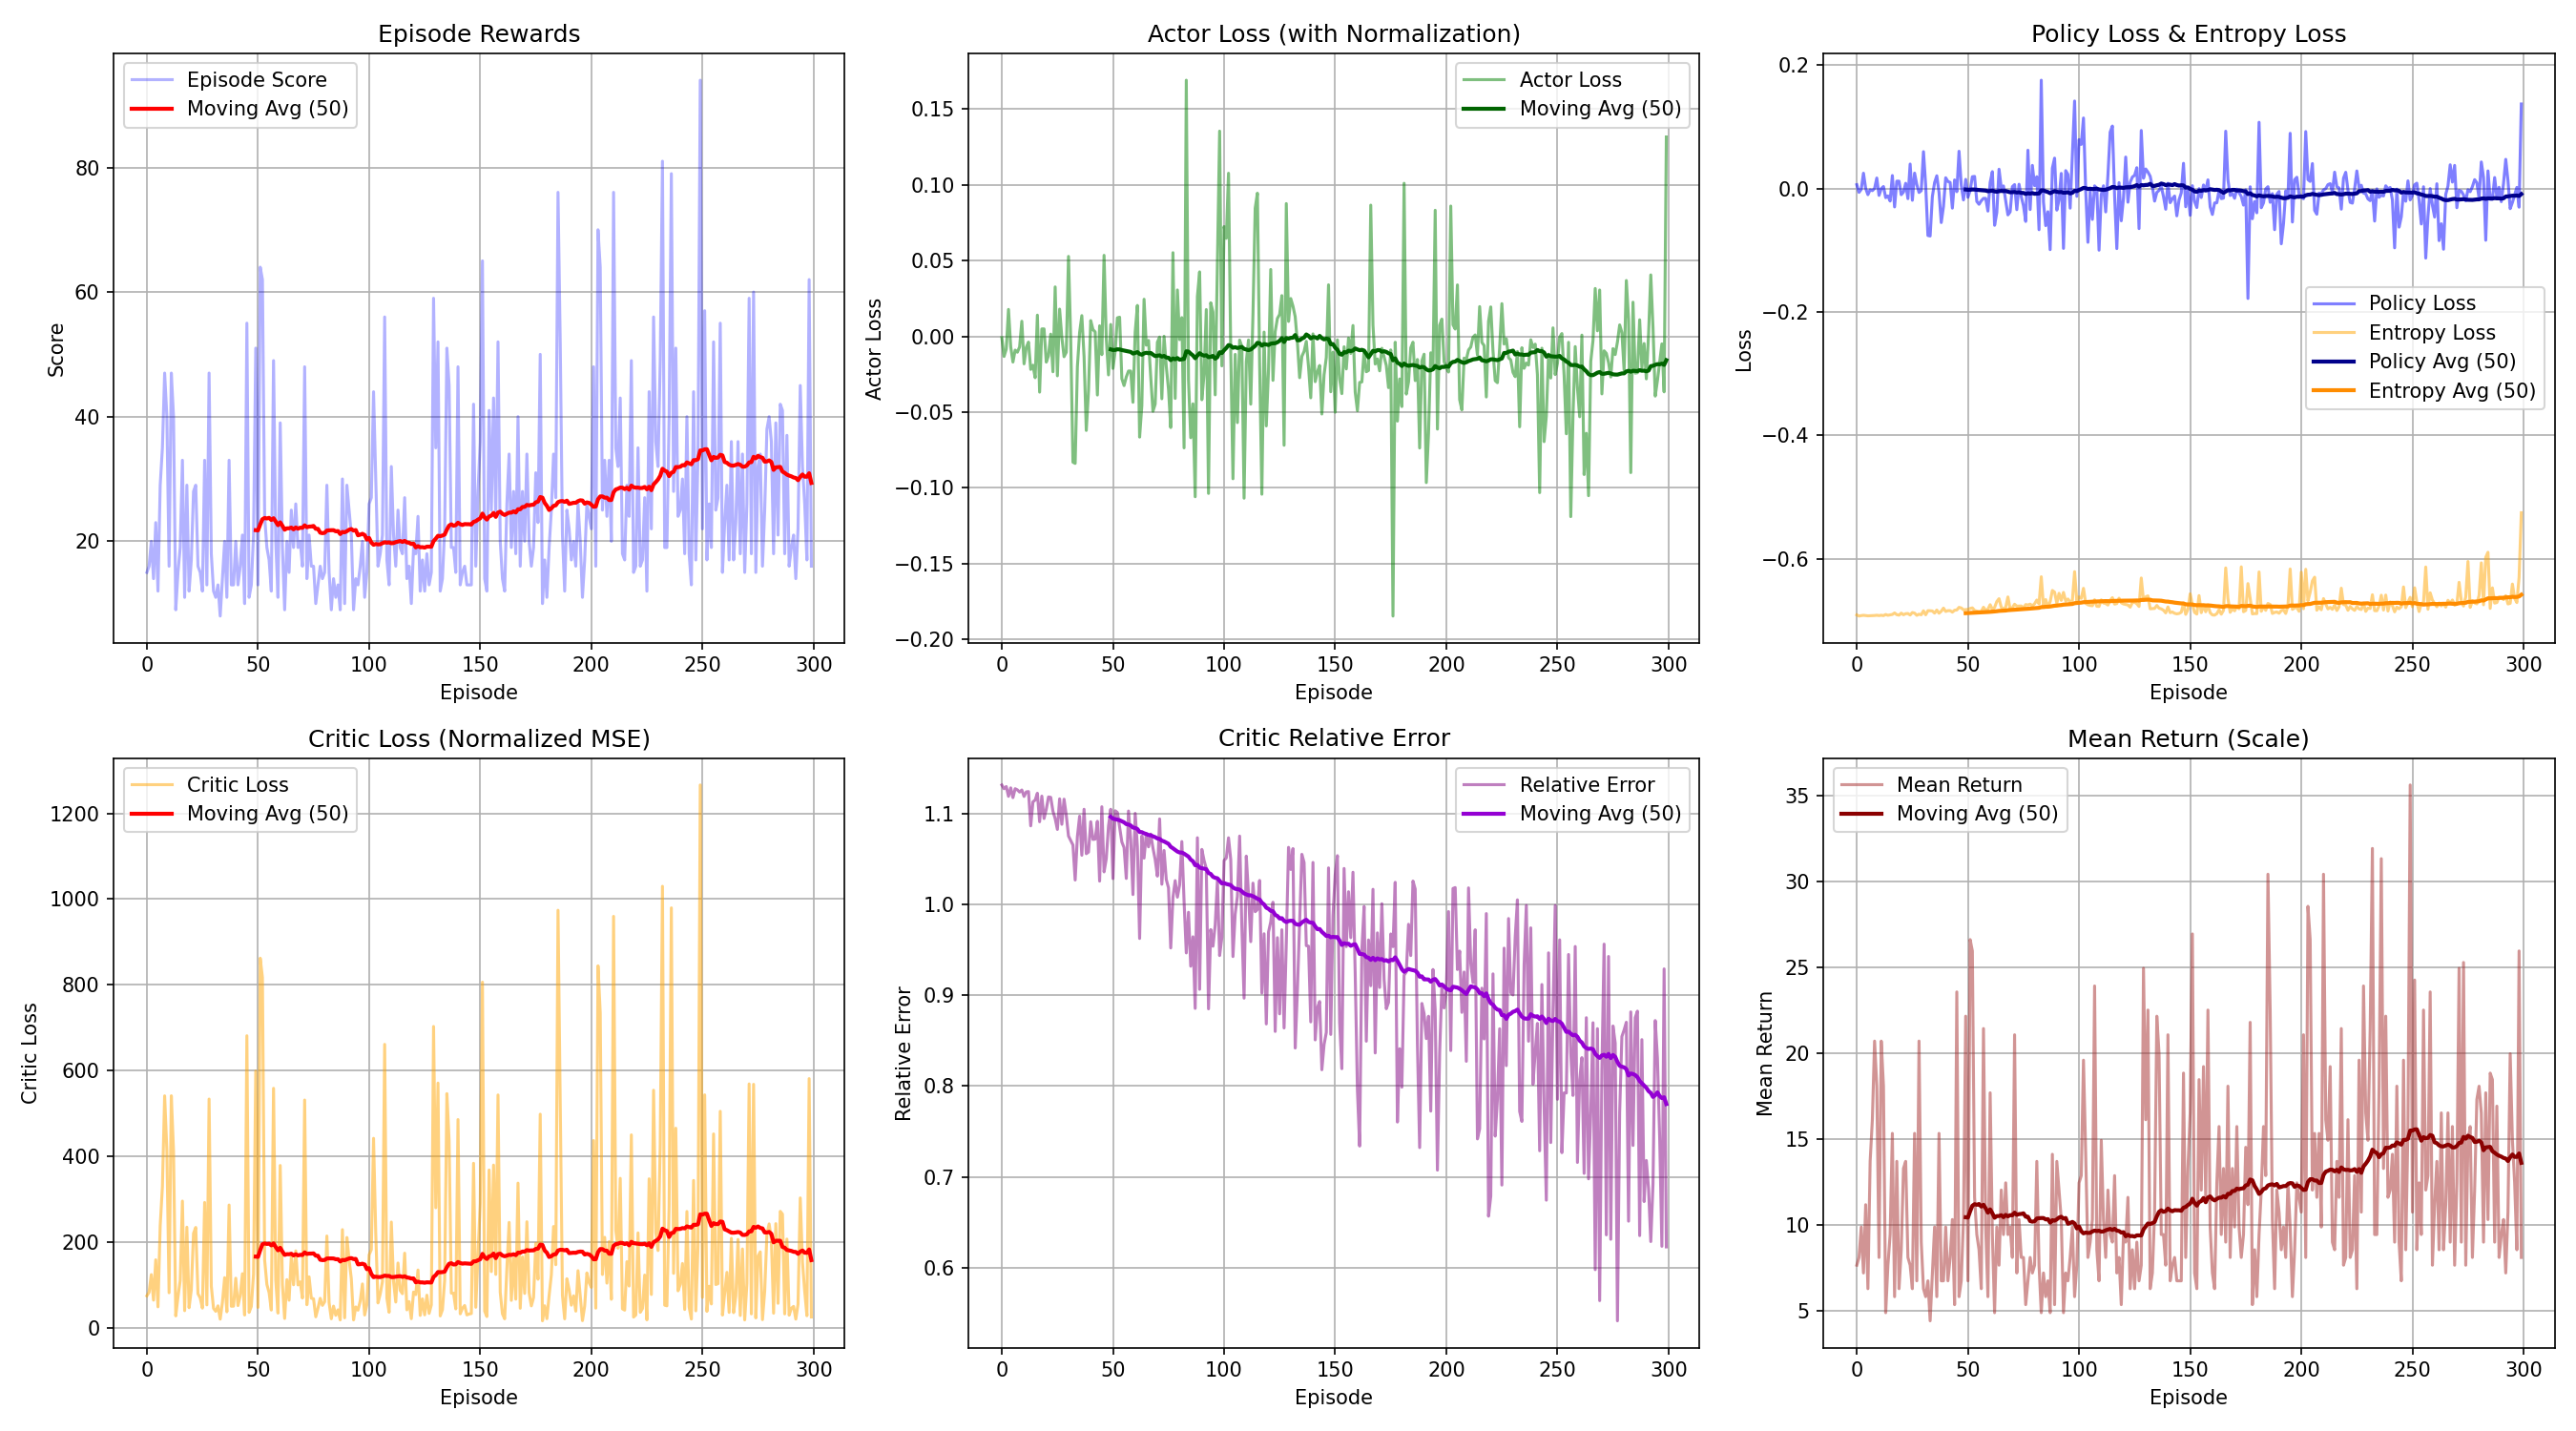 Episode Rewards
Episode Score
Moving Avg (50)
Score
80
60
40
20
0 50 100 150 200 250 300
Episode
Actor Loss (with Normalization)
Actor Loss
Moving Avg (50)
Actor Loss
0.15
0.10
0.05
0.00
−0.05
−0.10
−0.15
−0.20
0 50 100 150 200 250 300
Episode
Policy Loss & Entropy Loss
Policy Loss
Entropy Loss
Policy Avg (50)
Entropy Avg (50)
Loss
0.2
0.0
−0.2
−0.4
−0.6
0 50 100 150 200 250 300
Episode
Critic Loss (Normalized MSE)
Critic Loss
Moving Avg (50)
Critic Loss
1200
1000
800
600
400
200
0
0 50 100 150 200 250 300
Episode
Critic Relative Error
Relative Error
Moving Avg (50)
Relative Error
1.1
1.0
0.9
0.8
0.7
0.6
0 50 100 150 200 250 300
Episode
Mean Return (Scale)
Mean Return
Moving Avg (50)
Mean Return
35
30
25
20
15
10
5
0 50 100 150 200 250 300
Episode